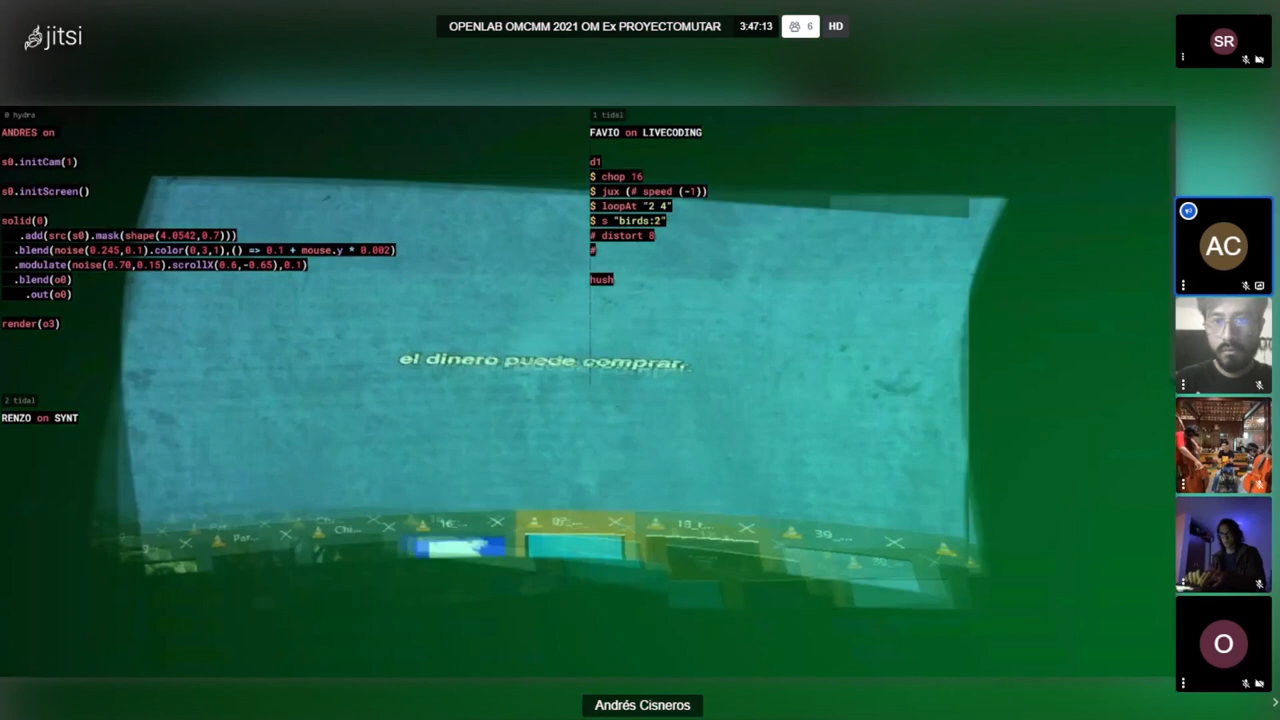 jitsi
OPENLAB OMCMM 2021 OM Ex PROYECTOMUTAR 3:47:13 6 HD
SR
0 hydra
ANDRES on
s0.initCam(1)
s0.initScreen()
solid(0)
.add(src(s0).mask(shape(4.0542,0.7)))
.blend(noise(0.245,0.1).color(0,3,1),() => 0.1 + mouse.y * 0.002)
.modulate(noise(0.70,0.15).scrollX(0.6,-0.65),0.1)
.blend(o0)
.out(o0)
render(o3)
1 tidal
FAVIO on LIVECODING
d1
$ chop 16
$ jux (# speed (-1))
$ loopAt "2 4"
$ s "birds:2"
# distort 8
#
hush
AC
el dinero puede comprar,
2 tidal
RENZO on SYNT
Par...
Chi...
16...
39...
O
Andrés Cisneros